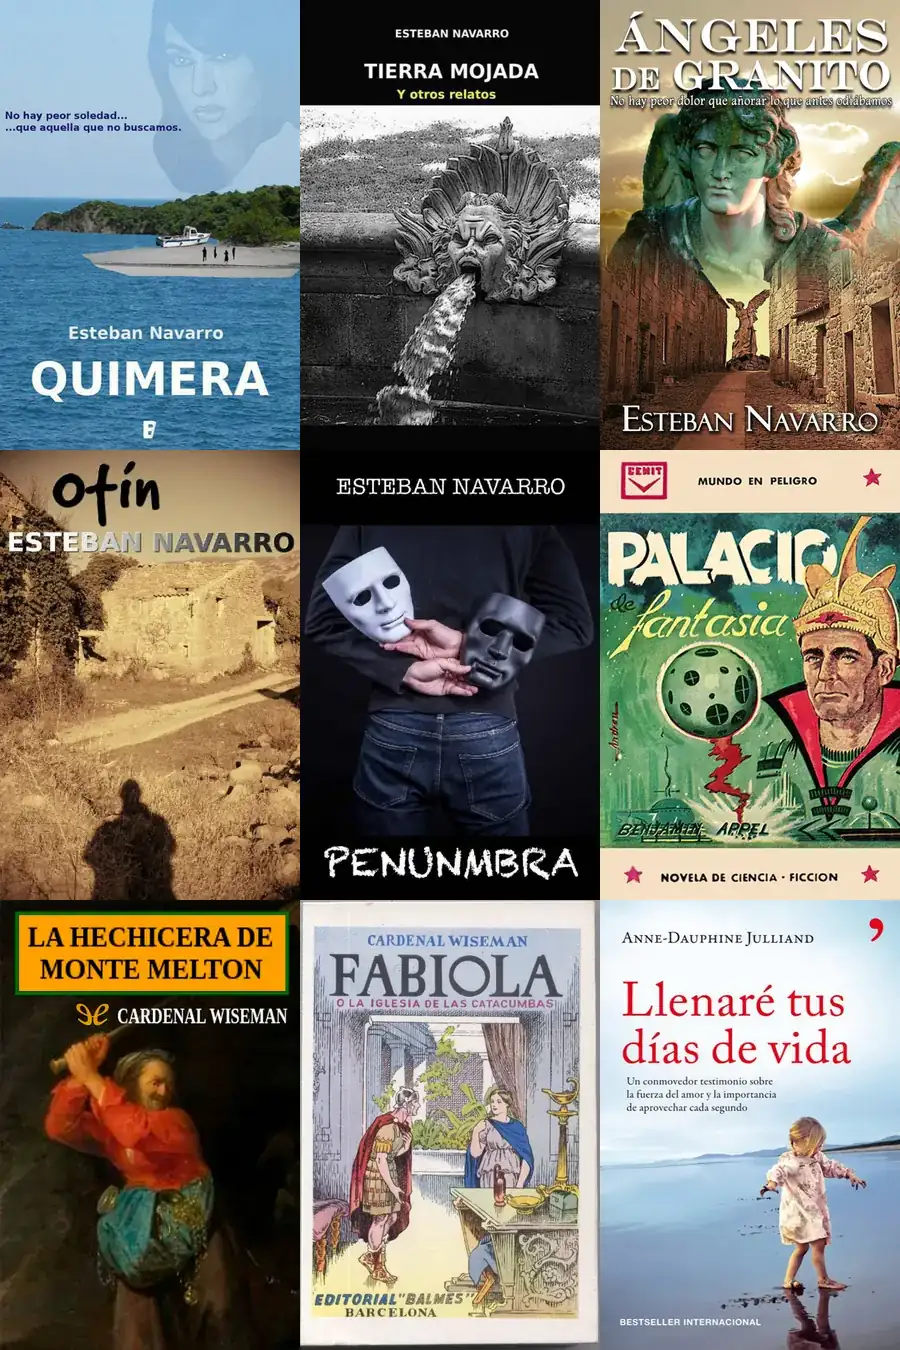 No hay peor soledad...
...que aquella que no buscamos.
Esteban Navarro
QUIMERA
B
ESTEBAN NAVARRO
TIERRA MOJADA
Y otros relatos
ÁNGELES
DE GRANITO
No hay peor dolor que añorar lo que antes odiábamos
ESTEBAN NAVARRO
Otín
ESTEBAN NAVARRO
ESTEBAN NAVARRO
PENÚNMBRA
CENIT
MUNDO EN PELIGRO
PALACIO
de
fantasía
BENJAMIN APPEL
NOVELA DE CIENCIA - FICCION
LA HECHICERA DE
MONTE MELTON
CARDENAL WISEMAN
CARDENAL WISEMAN
FABIOLA
O LA IGLESIA DE LAS CATACUMBAS
EDITORIAL "BALMES"
BARCELONA
ANNE-DAUPHINE JULLIAND
Llenaré tus
días de vida
Un conmovedor testimonio sobre
la fuerza del amor y la importancia
de aprovechar cada segundo
BESTSELLER INTERNACIONAL